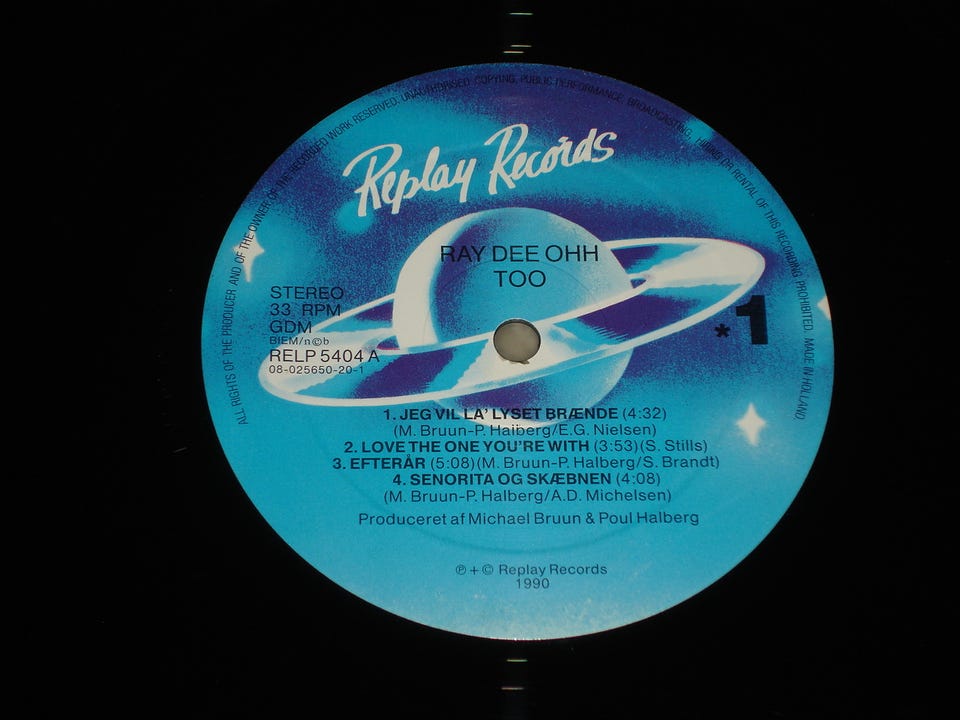 ALL RIGHTS OF THE PRODUCER AND OF THE OWNER OF THE RECORDED WORK RESERVED. UNAUTHORISED COPYING, PUBLIC PERFORMANCE, BROADCASTING, HIRING OR RENTAL OF THIS RECORDING PROHIBITED. MADE IN HOLLAND.
Replay Records
RAY DEE OHH
TOO
STEREO
33 RPM
GDM
BIEM/n©b
RELP 5404 A
08-025650-20-1
*1
1. JEG VIL LA' LYSET BRÆNDE (4:32)
(M. Bruun-P. Halberg/E.G. Nielsen)
2. LOVE THE ONE YOU'RE WITH (3:53)(S. Stills)
3. EFTERÅR (5:08)(M. Bruun-P. Halberg/S. Brandt)
4. SENORITA OG SKÆBNEN (4:08)
(M. Bruun-P. Halberg/A.D. Michelsen)
Produceret af Michael Bruun & Poul Halberg
℗ + © Replay Records
1990